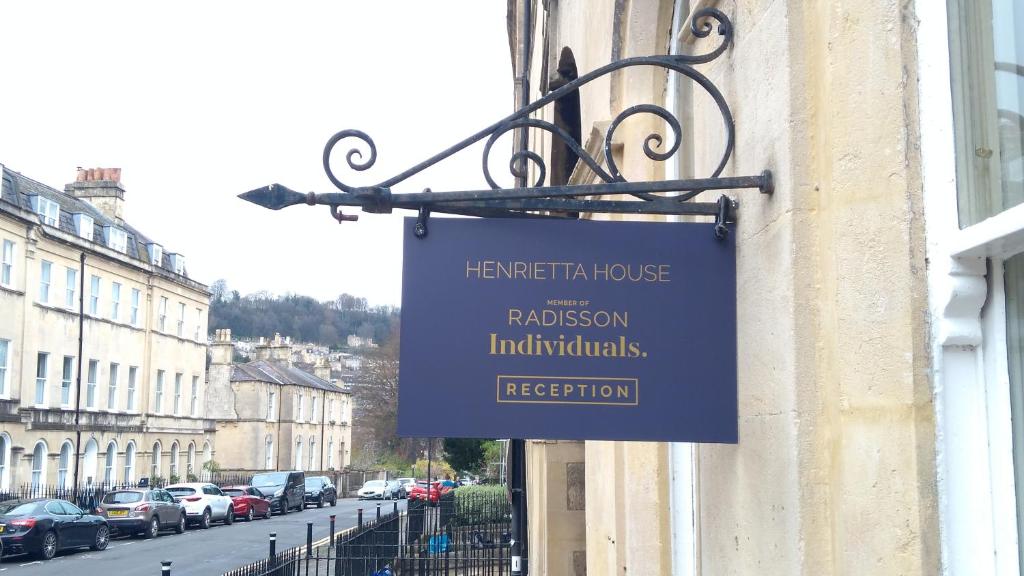 HENRIETTA HOUSE
MEMBER OF
RADISSON
Individuals.
RECEPTION